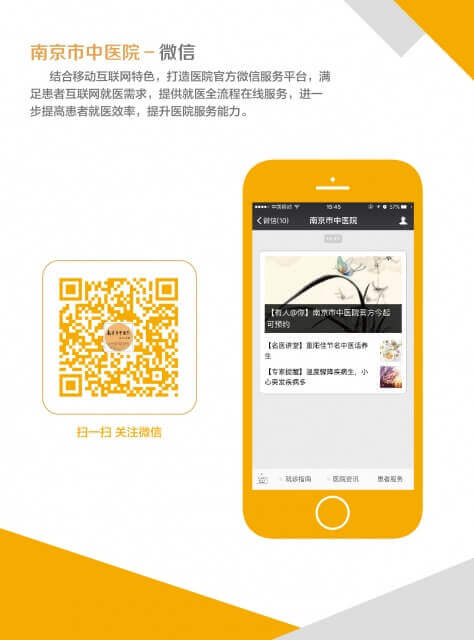 南京市中医院－微信
结合移动互联网特色，打造医院官方微信服务平台，满
足患者互联网就医需求，提供就医全流程在线服务，进一
步提高患者就医效率，提升医院服务能力。
中国移动
15:45
57%
微信(10)
南京市中医院
【有人@你】南京市中医院官方今起
可预约
【名医讲堂】重阳佳节名中医话养
生
【专家提醒】温度骤降疾病生，小
心突发疾病多
就诊指南
医院资讯
患者服务
扫一扫 关注微信